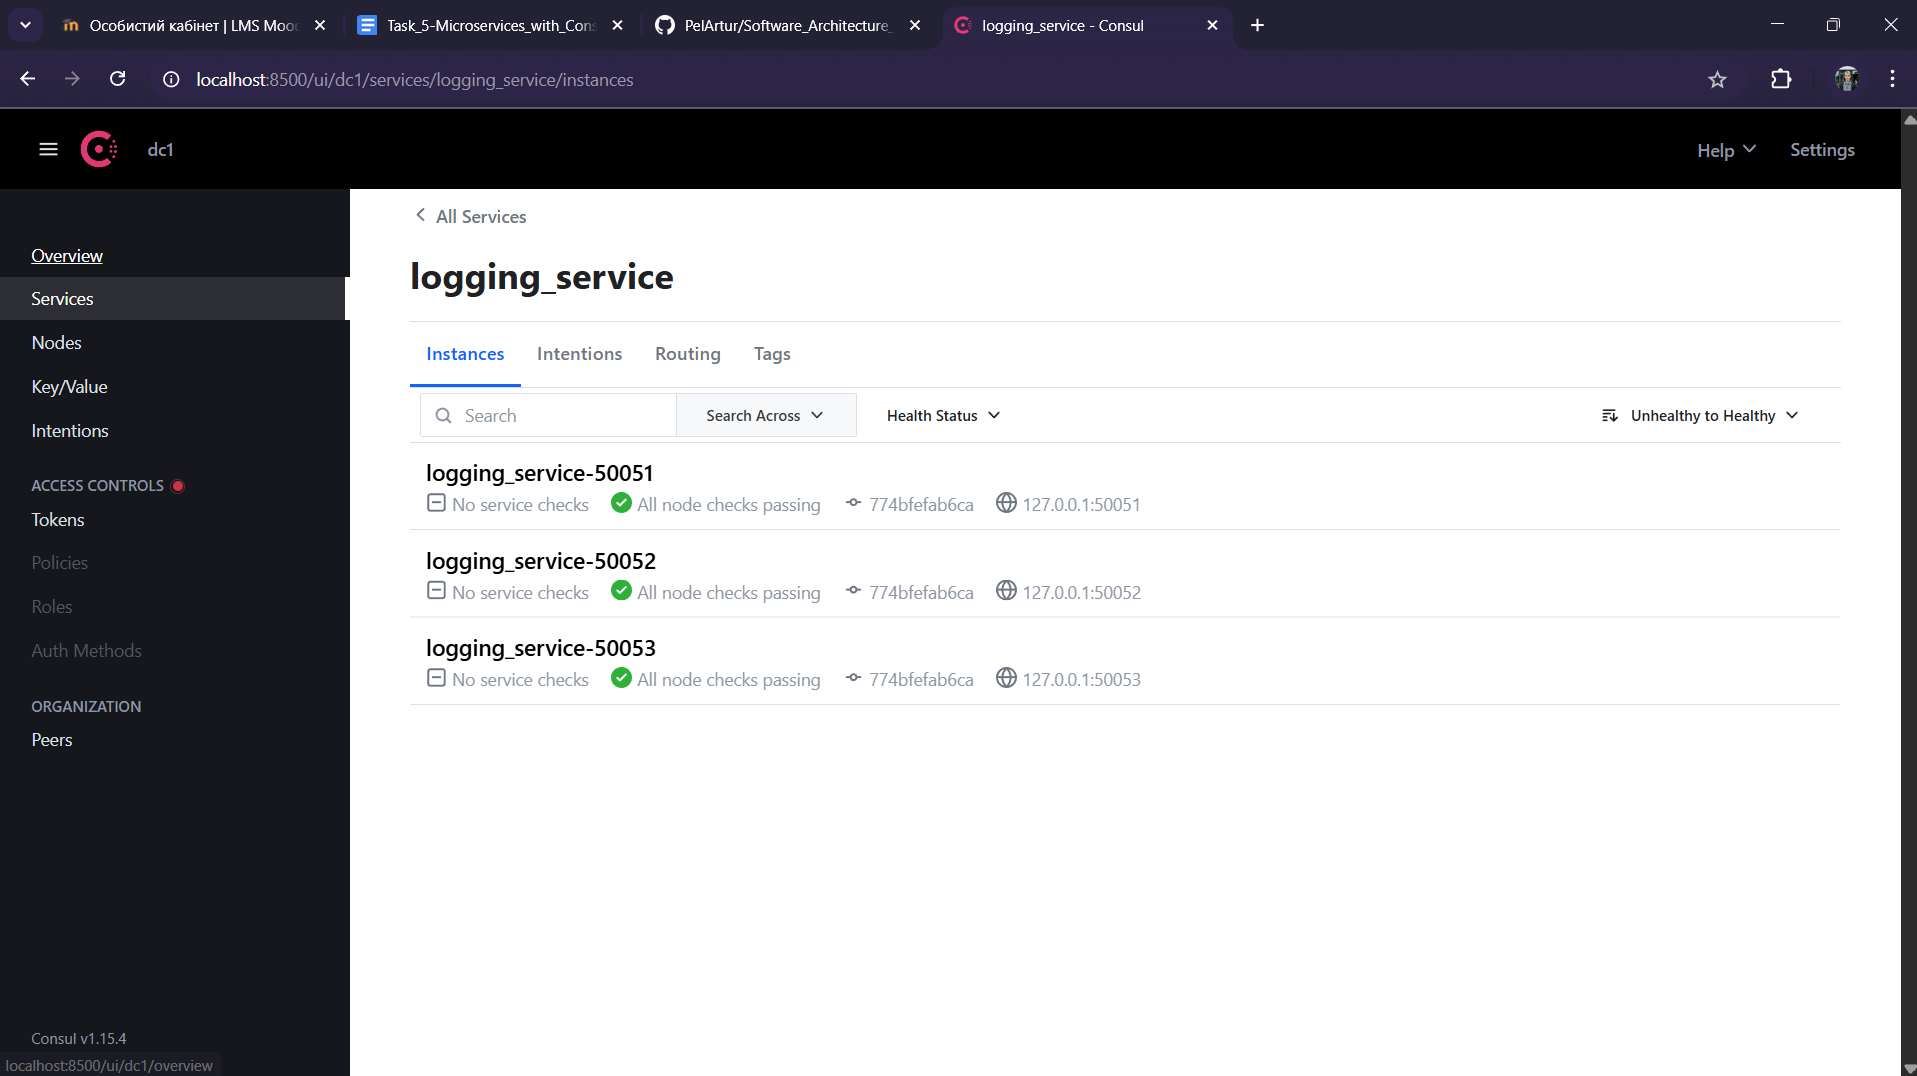 Особистий кабінет | LMS Mooc
Task_5-Microservices_with_Cons
PelArtur/Software_Architecture_
logging_service - Consul
localhost:8500/ui/dc1/services/logging_service/instances
dc1
Help
Settings
Overview
Services
Nodes
Key/Value
Intentions
ACCESS CONTROLS
Tokens
Policies
Roles
Auth Methods
ORGANIZATION
Peers
Consul v1.15.4
localhost:8500/ui/dc1/overview
All Services
logging_service
Instances Intentions Routing Tags
Search Search Across Health Status Unhealthy to Healthy
logging_service-50051
No service checks All node checks passing 774bfefab6ca 127.0.0.1:50051
logging_service-50052
No service checks All node checks passing 774bfefab6ca 127.0.0.1:50052
logging_service-50053
No service checks All node checks passing 774bfefab6ca 127.0.0.1:50053